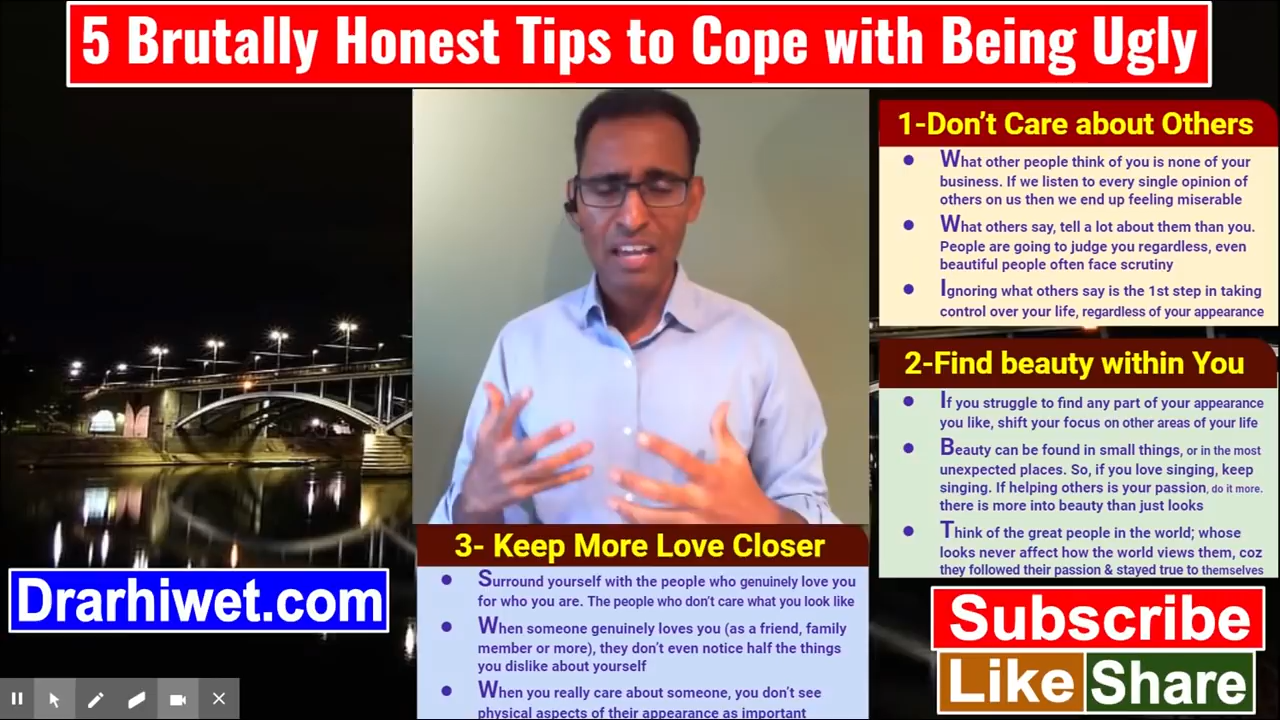 5 Brutally Honest Tips to Cope with Being Ugly
1-Don't Care about Others
What other people think of you is none of your
business. If we listen to every single opinion of
others on us then we end up feeling miserable
What others say, tell a lot about them than you.
People are going to judge you regardless, even
beautiful people often face scrutiny
Ignoring what others say is the 1st step in taking
control over your life, regardless of your appearance
2-Find beauty within You
If you struggle to find any part of your appearance
you like, shift your focus on other areas of your life
Beauty can be found in small things, or in the most
unexpected places. So, if you love singing, keep
singing. If helping others is your passion, do it more.
there is more into beauty than just looks
Think of the great people in the world; whose
looks never affect how the world views them, coz
they followed their passion & stayed true to themselves
3- Keep More Love Closer
Surround yourself with the people who genuinely love you
for who you are. The people who don't care what you look like
When someone genuinely loves you (as a friend, family
member or more), they don't even notice half the things
you dislike about yourself
When you really care about someone, you don't see
physical aspects of their appearance as important
Drarhiwet.com
Subscribe
Like Share